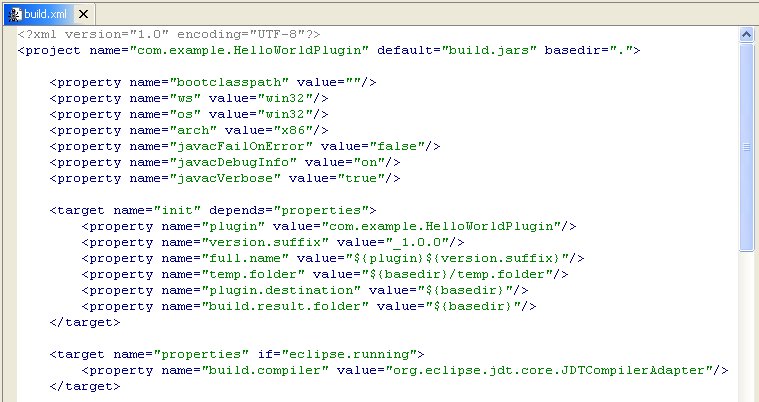 build.xml
<?xml version="1.0" encoding="UTF-8"?>
<project name="com.example.HelloWorldPlugin" default="build.jars" basedir=".">
<property name="bootclasspath" value=""/>
<property name="ws" value="win32"/>
<property name="os" value="win32"/>
<property name="arch" value="x86"/>
<property name="javacFailOnError" value="false"/>
<property name="javacDebugInfo" value="on"/>
<property name="javacVerbose" value="true"/>
<target name="init" depends="properties">
<property name="plugin" value="com.example.HelloWorldPlugin"/>
<property name="version.suffix" value="_1.0.0"/>
<property name="full.name" value="${plugin}${version.suffix}"/>
<property name="temp.folder" value="${basedir}/temp.folder"/>
<property name="plugin.destination" value="${basedir}"/>
<property name="build.result.folder" value="${basedir}"/>
</target>
<target name="properties" if="eclipse.running">
<property name="build.compiler" value="org.eclipse.jdt.core.JDTCompilerAdapter"/>
</target>